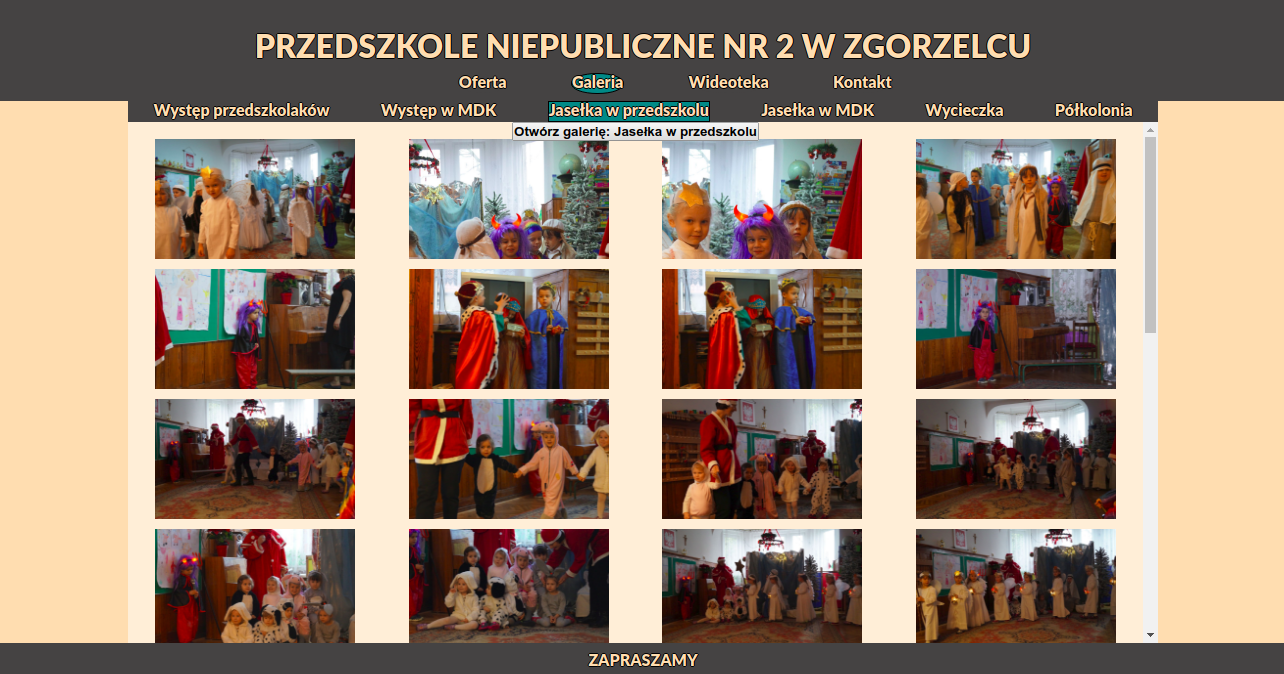 PRZEDSZKOLE NIEPUBLICZNE NR 2 W ZGORZELCU
Oferta Galeria Wideoteka Kontakt
Występ przedszkolaków Występ w MDK Jasełka w przedszkolu Jasełka w MDK Wycieczka Półkolonia
Otwórz galerię: Jasełka w przedszkolu
ZAPRASZAMY